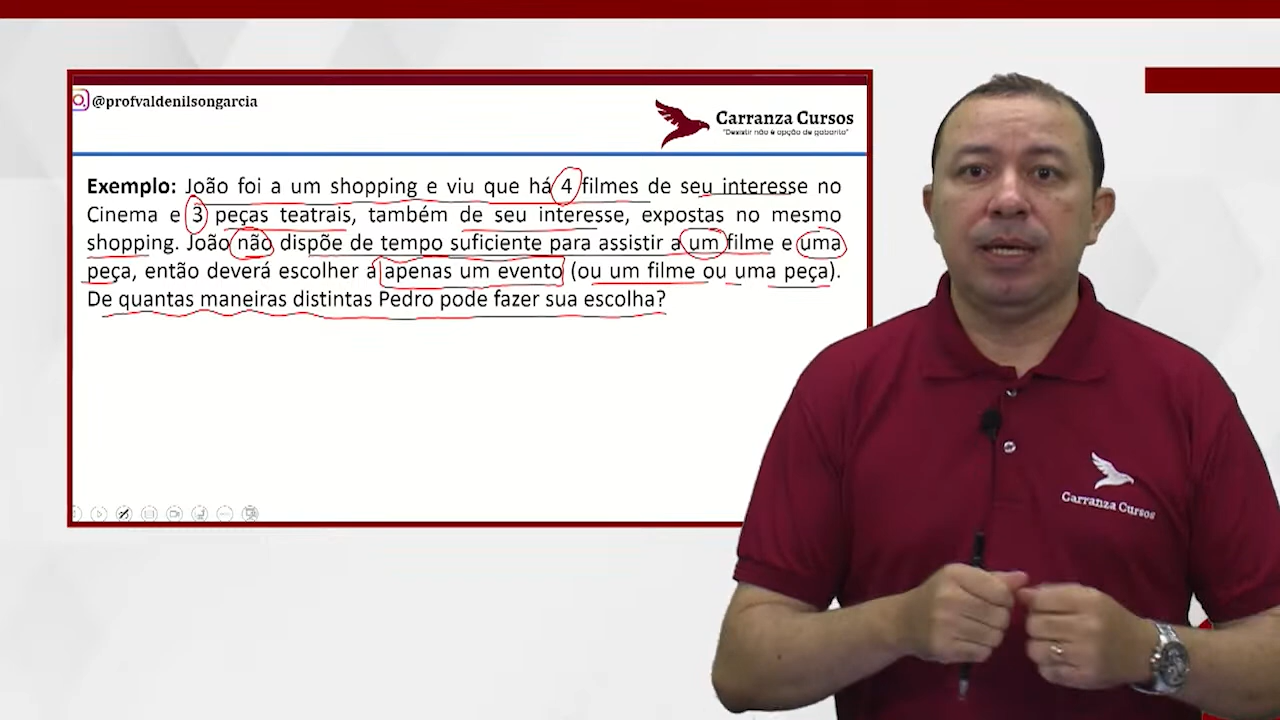 @profvaldenilsongarcia
Carranza Cursos
"Desistir não é opção de gabarito"
Exemplo: João foi a um shopping e viu que há 4 filmes de seu interesse no
Cinema e 3 peças teatrais, também de seu interesse, expostas no mesmo
shopping. João não dispõe de tempo suficiente para assistir a um filme e uma
peça, então deverá escolher a apenas um evento (ou um filme ou uma peça).
De quantas maneiras distintas Pedro pode fazer sua escolha?
Carranza Cursos